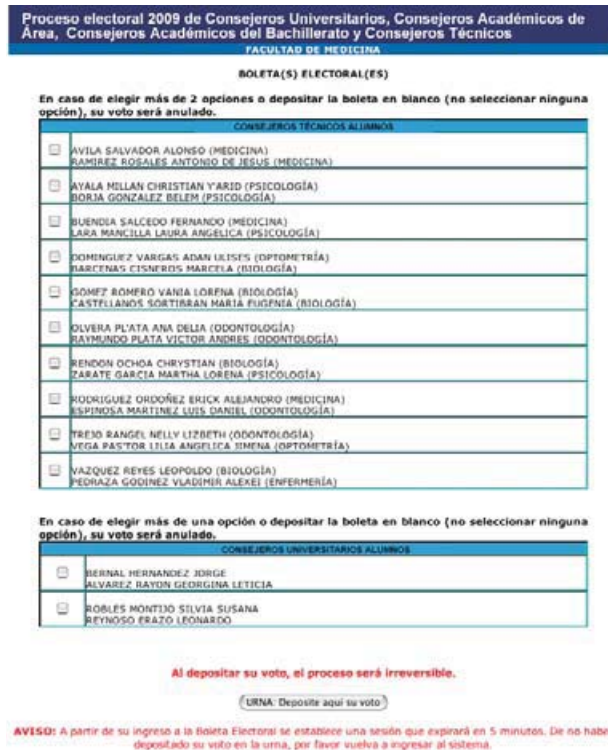 Proceso electoral 2009 de Consejeros Universitarios, Consejeros Académicos de
Área, Consejeros Académicos del Bachillerato y Consejeros Técnicos
FACULTAD DE MEDICINA
BOLETA(S) ELECTORAL(ES)
En caso de elegir más de 2 opciones o depositar la boleta en blanco (no seleccionar ninguna
opción), su voto será anulado.
CONSEJEROS TÉCNICOS ALUMNOS
AVILA SALVADOR ALONSO (MEDICINA)
RAMIREZ ROSALES ANTONIO DE JESUS (MEDICINA)
AYALA MILLAN CHRISTIAN Y'ARID (PSICOLOGÍA)
BORJA GONZALEZ BELEM (PSICOLOGÍA)
BUENDIA SALCEDO FERNANDO (MEDICINA)
LARA MANCILLA LAURA ANGELICA (PSICOLOGÍA)
DOMINGUEZ VARGAS ADAN ULISES (OPTOMETRÍA)
BARCENAS CISNEROS MARCELA (BIOLOGÍA)
GOMEZ ROMERO VANIA LORENA (BIOLOGÍA)
CASTELLANOS SORTIBRAN MARIA EUGENIA (BIOLOGÍA)
OLVERA PL'ATA ANA DELIA (ODONTOLOGÍA)
RAYMUNDO PLATA VICTOR ANDRES (ODONTOLOGÍA)
RENDON OCHOA CHRYSTIAN (BIOLOGÍA)
ZARATE GARCIA MARTHA LORENA (PSICOLOGÍA)
RODRIGUEZ ORDOÑEZ ERICK ALEJANDRO (MEDICINA)
ESPINOSA MARTINEZ LUIS DANIEL (ODONTOLOGÍA)
TREJO RANGEL NELLY LIZBETH (ODONTOLOGÍA)
VEGA PAS'TOR LILIA ANGELICA JIMENA (OPTOMETRÍA)
VAZQUEZ REYES LEOPOLDO (BIOLOGÍA)
PEDRAZA GODINEZ VLADIMIR ALEXEI (ENFERMERÍA)
En caso de elegir más de una opción o depositar la boleta en blanco (no seleccionar ninguna
opción), su voto será anulado.
CONSEJEROS UNIVERSITARIOS ALUMNOS
BERNAL HERNANDEZ JORGE
ALVAREZ RAYON GEORGINA LETICIA
ROBLES MONTIJO SILVIA SUSANA
REYNOSO ERAZO LEONARDO
Al depositar su voto, el proceso será irreversible.
URNA: Deposite aquí su voto
AVISO: A partir de su ingreso a la Boleta Electoral se establece una sesión que expirará en 5 minutos. De no habe
depositado su voto en la urna, por favor vuelva a ingresar al sistema.